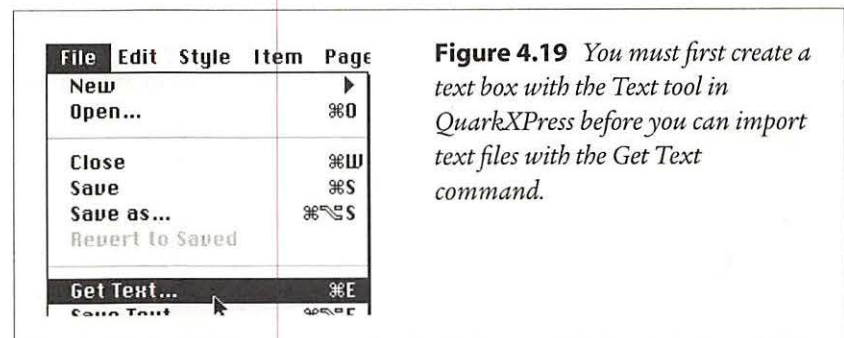 File Edit Style Item Page
New
Open... ⌘O
Close ⌘W
Save ⌘S
Save as... ⌘⌥S
Revert to Saved
Get Text... ⌘E
Save Text
Figure 4.19 You must first create a
text box with the Text tool in
QuarkXPress before you can import
text files with the Get Text
command.